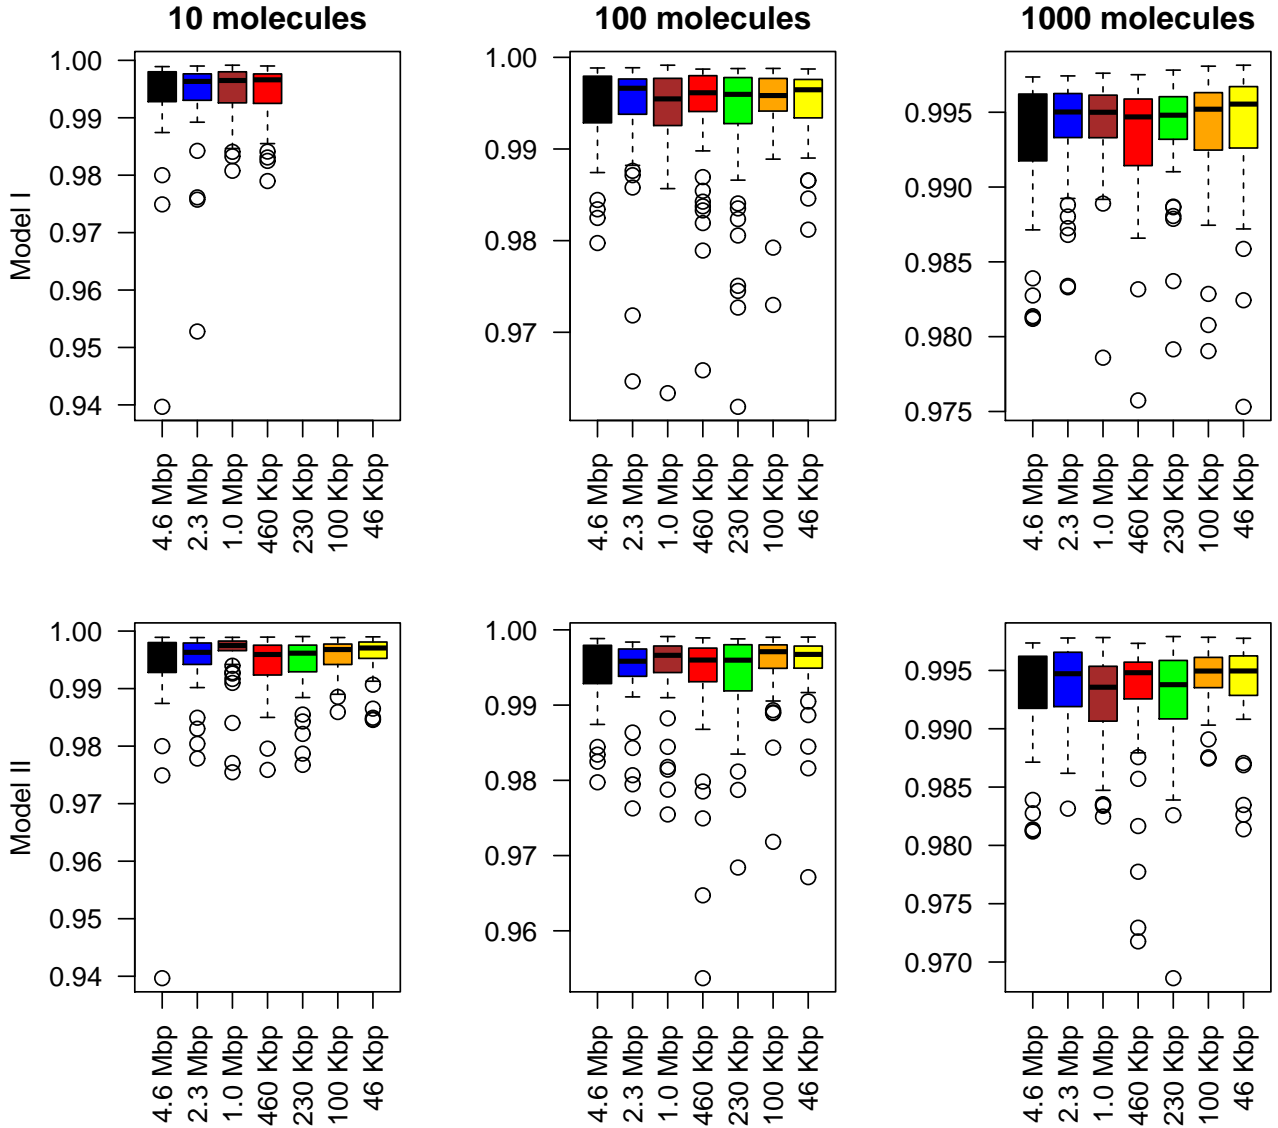 10 molecules 100 molecules 1000 molecules
Model I
1.00
0.99
0.98
0.97
0.96
0.95
0.94
4.6 Mbp
2.3 Mbp
1.0 Mbp
460 Kbp
230 Kbp
100 Kbp
46 Kbp
1.00
0.99
0.98
0.97
4.6 Mbp
2.3 Mbp
1.0 Mbp
460 Kbp
230 Kbp
100 Kbp
46 Kbp
0.995
0.990
0.985
0.980
0.975
4.6 Mbp
2.3 Mbp
1.0 Mbp
460 Kbp
230 Kbp
100 Kbp
46 Kbp
Model II
1.00
0.99
0.98
0.97
0.96
0.95
0.94
4.6 Mbp
2.3 Mbp
1.0 Mbp
460 Kbp
230 Kbp
100 Kbp
46 Kbp
1.00
0.99
0.98
0.97
0.96
4.6 Mbp
2.3 Mbp
1.0 Mbp
460 Kbp
230 Kbp
100 Kbp
46 Kbp
0.995
0.990
0.985
0.980
0.975
0.970
4.6 Mbp
2.3 Mbp
1.0 Mbp
460 Kbp
230 Kbp
100 Kbp
46 Kbp